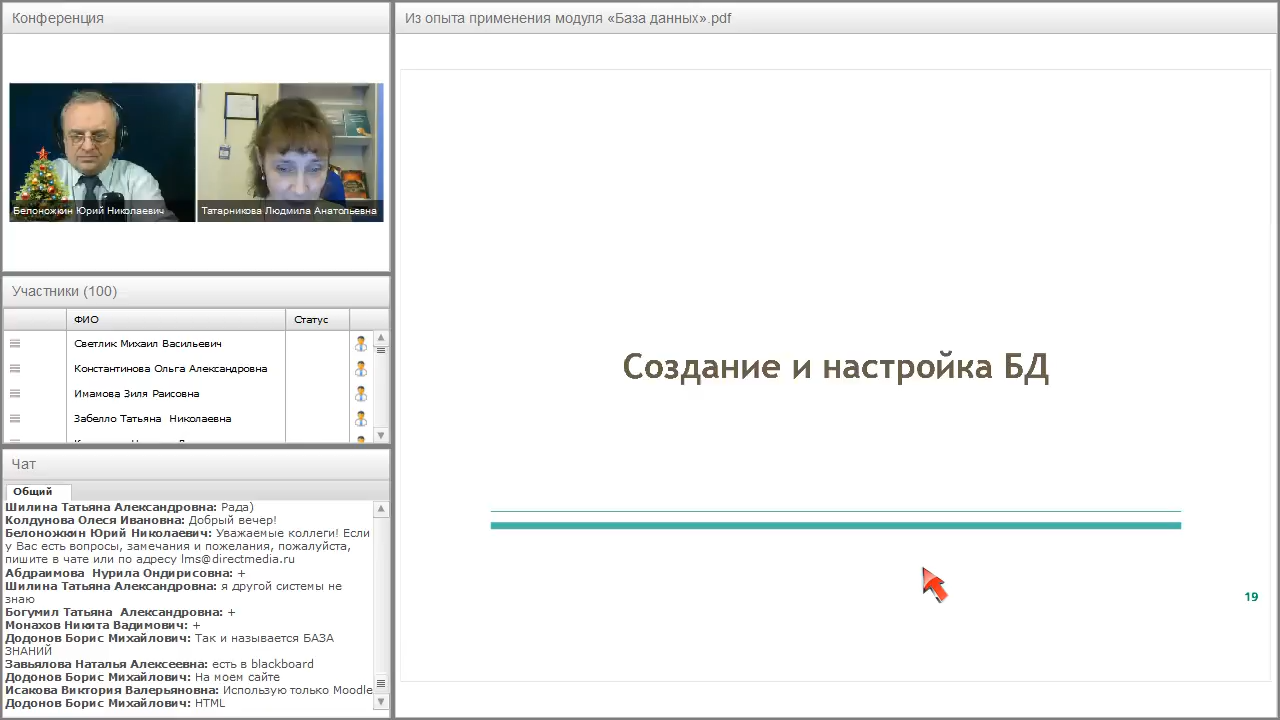 Конференция
Белоножкин Юрий Николаевич
Татарникова Людмила Анатольевна
Участники (100)
ФИО
Статус
Светлик Михаил Васильевич
Константинова Ольга Александровна
Имамова Зиля Раисовна
Забелло Татьяна  Николаевна
Чат
Общий
Шилина Татьяна Александровна: Рада)
Колдунова Олеся Ивановна: Добрый вечер!
Белоножкин Юрий Николаевич: Уважаемые коллеги! Если
у Вас есть вопросы, замечания и пожелания, пожалуйста,
пишите в чате или по адресу lms@directmedia.ru
Абдраимова  Нурила Ондирисовна: +
Шилина Татьяна Александровна: я другой системы не
знаю
Богумил Татьяна  Александровна: +
Монахов Никита Вадимович: +
Додонов Борис Михайлович: Так и называется БАЗА
ЗНАНИЙ
Завьялова Наталья Алексеевна: есть в blackboard
Додонов Борис Михайлович: На моем сайте
Исакова Виктория Валерьяновна: Использую только Moodle
Додонов Борис Михайлович: HTML
Из опыта применения модуля «База данных».pdf
Создание и настройка БД
19